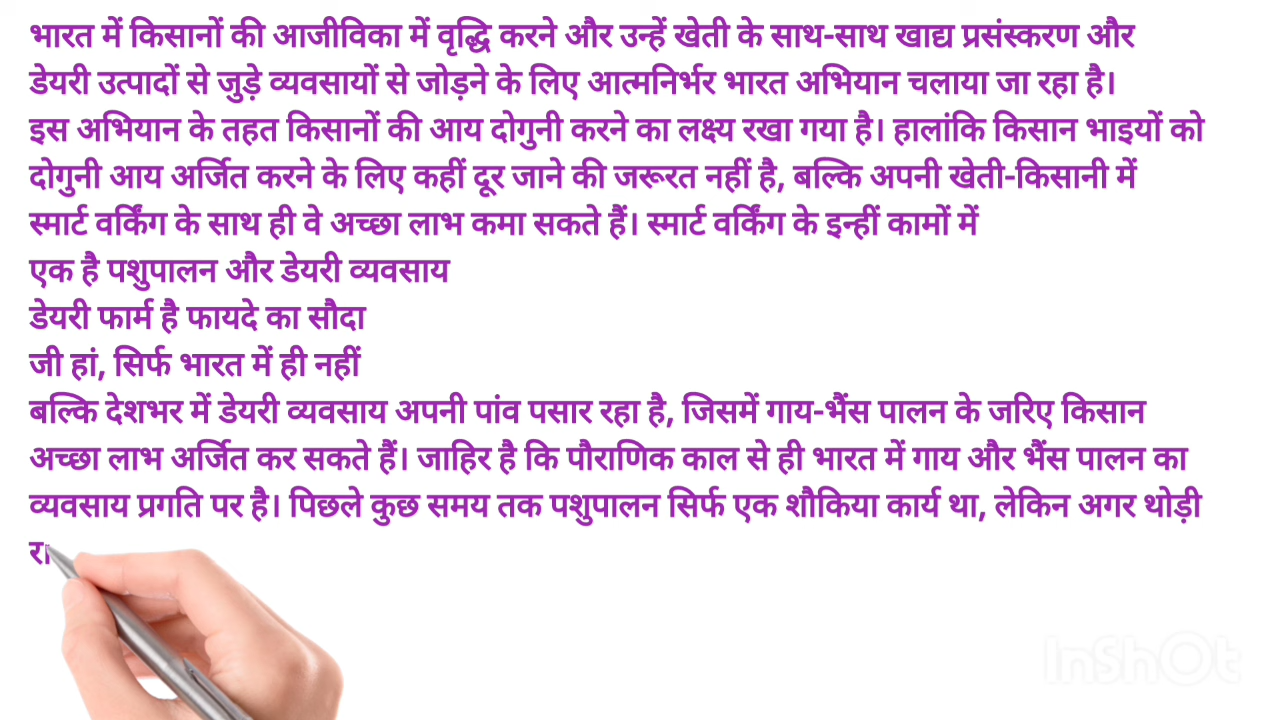 भारत में किसानों की आजीविका में वृद्धि करने और उन्हें खेती के साथ-साथ खाद्य प्रसंस्करण और
डेयरी उत्पादों से जुड़े व्यवसायों से जोड़ने के लिए आत्मनिर्भर भारत अभियान चलाया जा रहा है।
इस अभियान के तहत किसानों की आय दोगुनी करने का लक्ष्य रखा गया है। हालांकि किसान भाइयों को
दोगुनी आय अर्जित करने के लिए कहीं दूर जाने की जरूरत नहीं है, बल्कि अपनी खेती-किसानी में
स्मार्ट वर्किंग के साथ ही वे अच्छा लाभ कमा सकते हैं। स्मार्ट वर्किंग के इन्हीं कामों में
एक है पशुपालन और डेयरी व्यवसाय
डेयरी फार्म है फायदे का सौदा
जी हां, सिर्फ भारत में ही नहीं
बल्कि देशभर में डेयरी व्यवसाय अपनी पांव पसार रहा है, जिसमें गाय-भैंस पालन के जरिए किसान
अच्छा लाभ अर्जित कर सकते हैं। जाहिर है कि पौराणिक काल से ही भारत में गाय और भैंस पालन का
व्यवसाय प्रगति पर है। पिछले कुछ समय तक पशुपालन सिर्फ एक शौकिया कार्य था, लेकिन अगर थोड़ी
InShOt